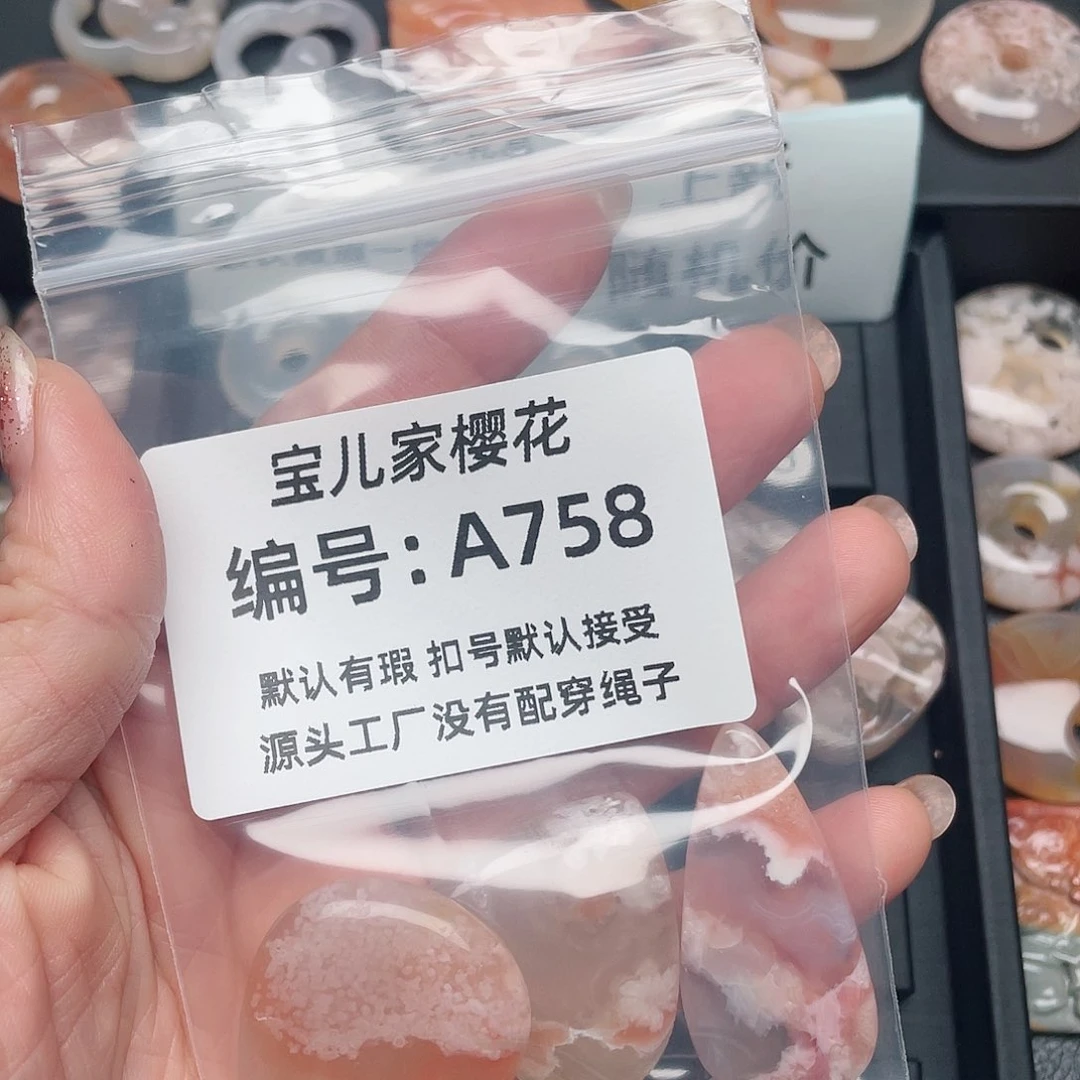 宝儿家樱花
编号:A758
默认有瑕 扣号默认接受
源头工厂没有配穿绳子
价